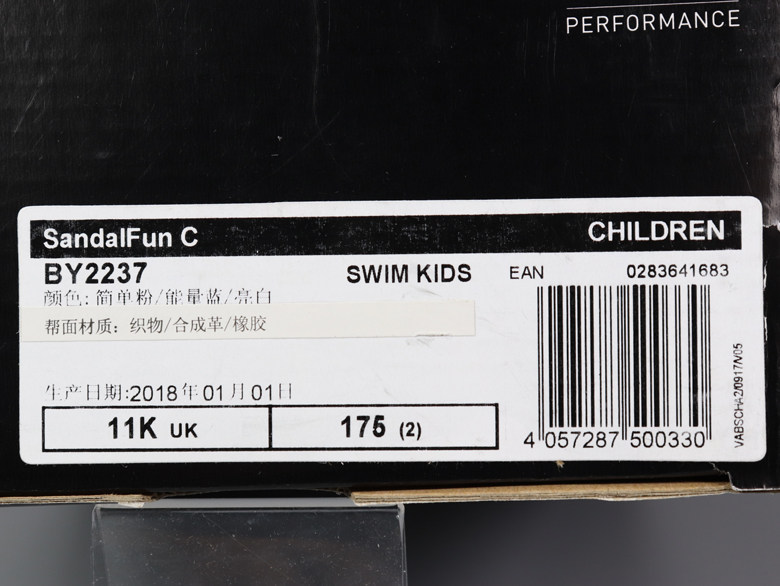 PERFORMANCE
SandalFun C CHILDREN
BY2237 SWIM KIDS EAN 0283641683
颜色: 简单粉/能量蓝/亮白
帮面材质: 织物/合成革/橡胶
生产日期:2018年01月01日
11K UK 175 (2)
4 057287 500330
VABSCHA2/0917/V05